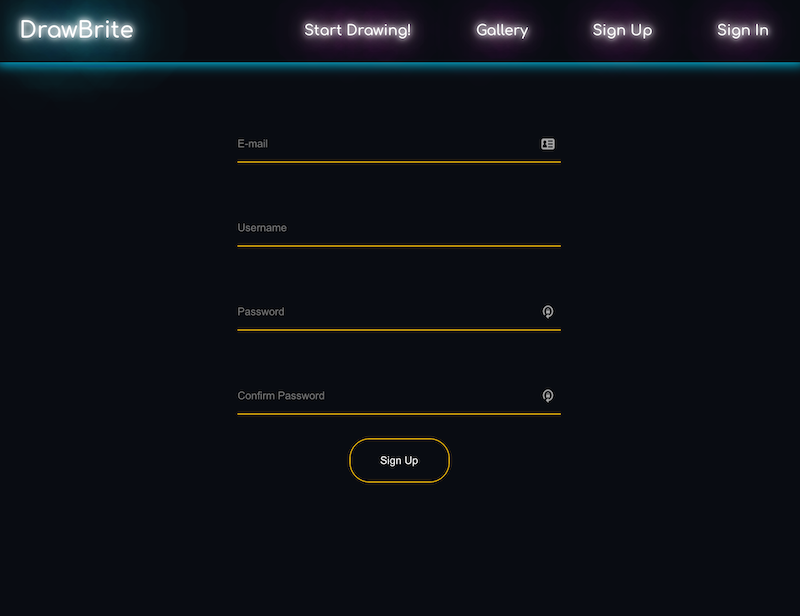 DrawBrite Start Drawing! Gallery Sign Up Sign In
E-mail
Username
Password
Confirm Password
Sign Up